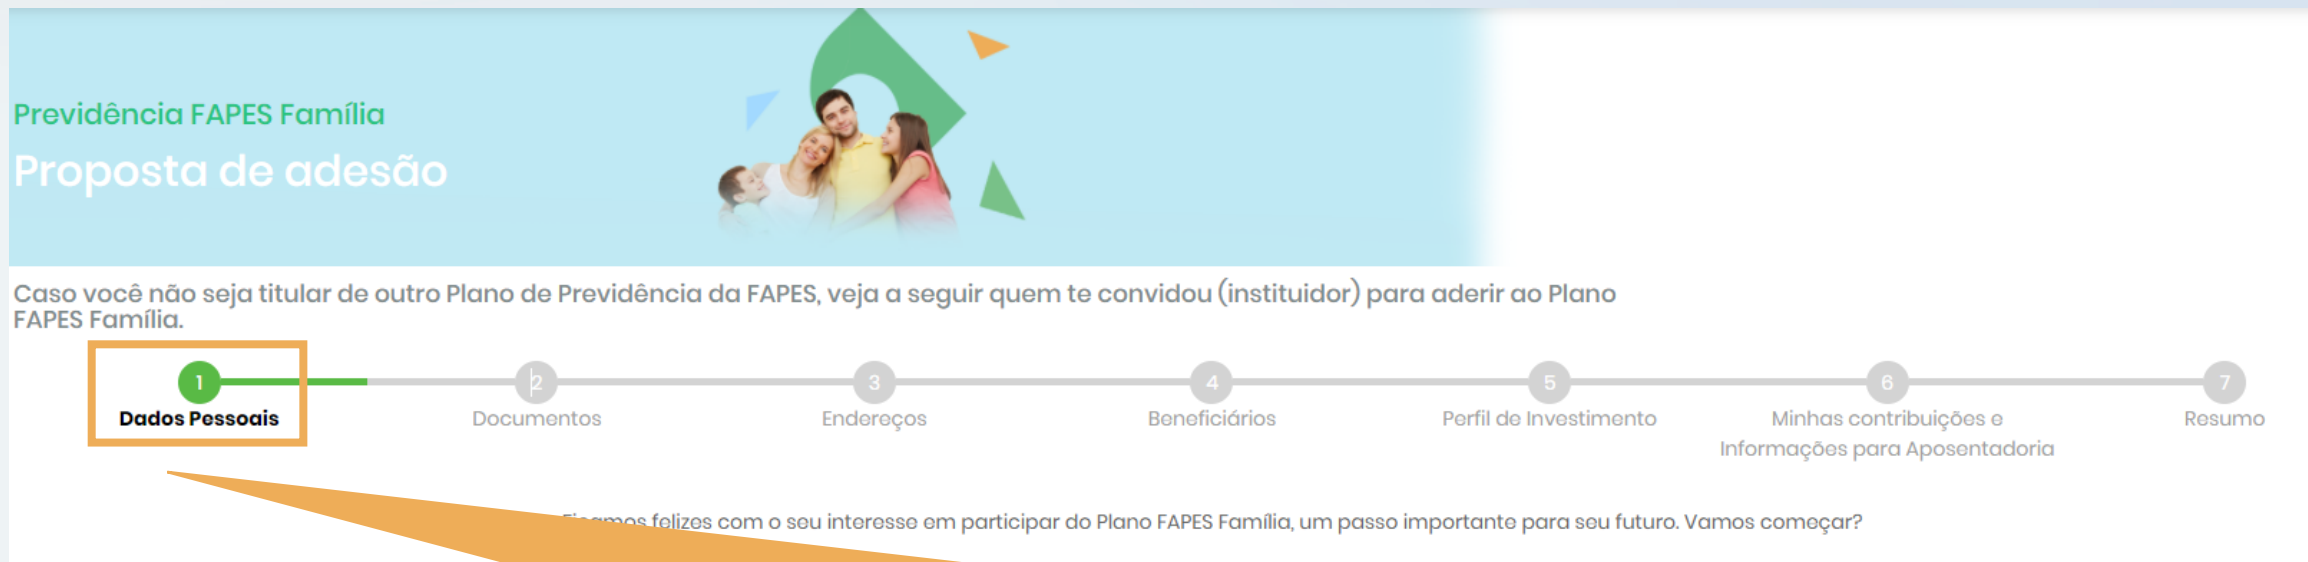 Previdência FAPES Família
Proposta de adesão
Caso você não seja titular de outro Plano de Previdência da FAPES, veja a seguir quem te convidou (instituidor) para aderir ao Plano
FAPES Família.
1
2
3
4
5
6
7
Dados Pessoais
Documentos
Endereços
Beneficiários
Perfil de Investimento
Minhas contribuições e
Informações para Aposentadoria
Resumo
felizes com o seu interesse em participar do Plano FAPES Família, um passo importante para seu futuro. Vamos começar?